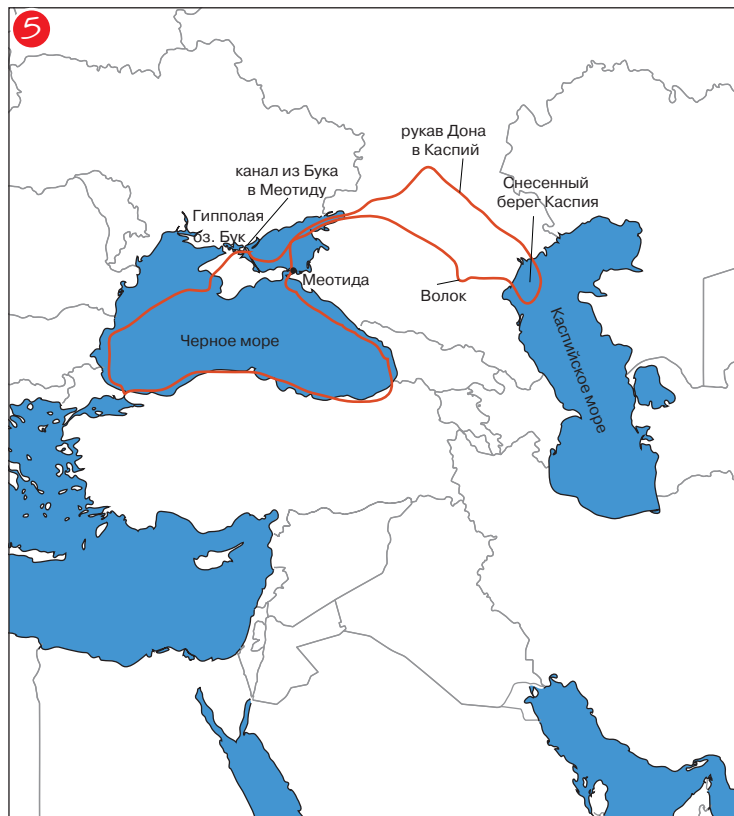 5
рукав Дона
в Каспий
канал из Бука
в Меотиду
Снесенный
берег Каспия
Гипполая
оз. Бук
Меотида
Волок
Черное море
Каспийское море